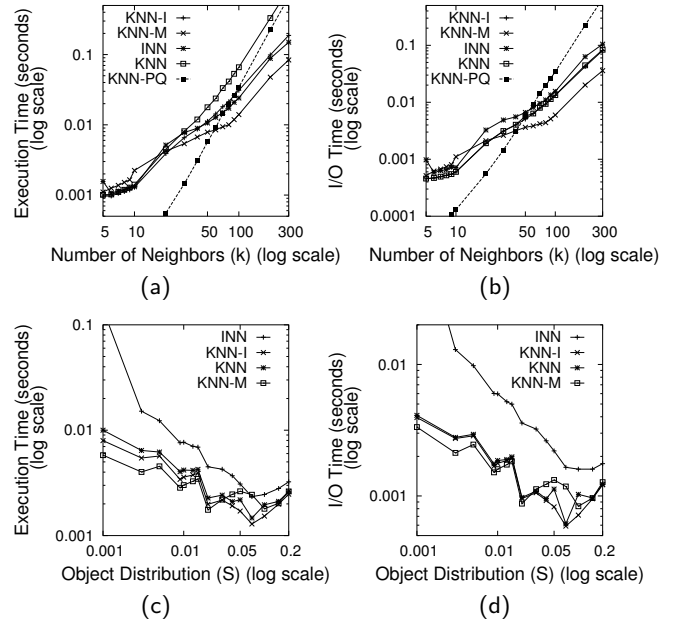 Execution Time (seconds)
(log scale)
0.1
0.01
0.001
KNN-I
KNN-M
INN
KNN
KNN-PQ
5
10
50
100
300
Number of Neighbors (k) (log scale)
(a)
I/O Time (seconds)
(log scale)
0.1
0.01
0.001
0.0001
KNN-I
KNN-M
INN
KNN
KNN-PQ
5
10
50
100
300
Number of Neighbors (k) (log scale)
(b)
Execution Time (seconds)
(log scale)
0.1
0.01
0.001
INN
KNN-I
KNN
KNN-M
0.001
0.01
0.05
0.2
Object Distribution (S) (log scale)
(c)
I/O Time (seconds)
(log scale)
0.01
0.001
INN
KNN-I
KNN
KNN-M
0.001
0.01
0.05
0.2
Object Distribution (S) (log scale)
(d)